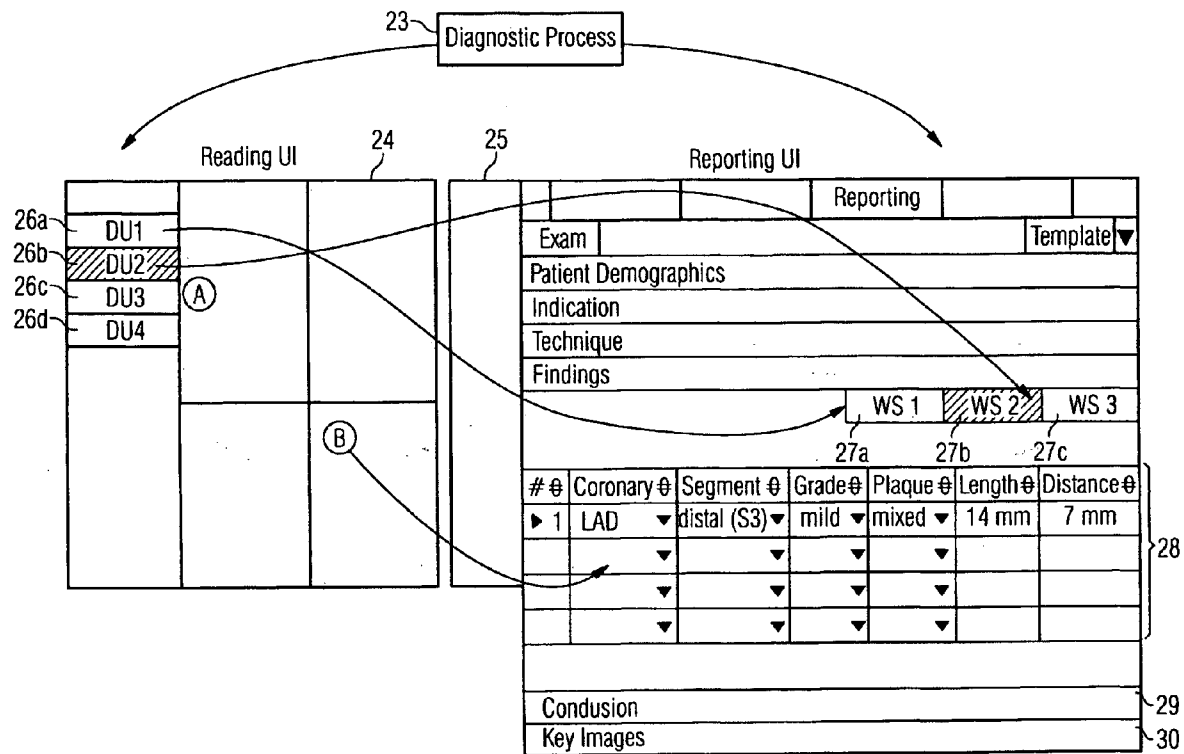 23
Diagnostic Process
Reading UI
24
25
Reporting UI
26a
DU1
26b
DU2
26c
DU3
26d
DU4
A
B
Reporting
Exam
Template
Patient Demographics
Indication
Technique
Findings
WS 1
WS 2
WS 3
27a
27b
27c
# Coronary Segment Grade Plaque Length Distance
1 LAD distal (S3) mild mixed 14 mm 7 mm
28
Condusion
29
Key Images
30